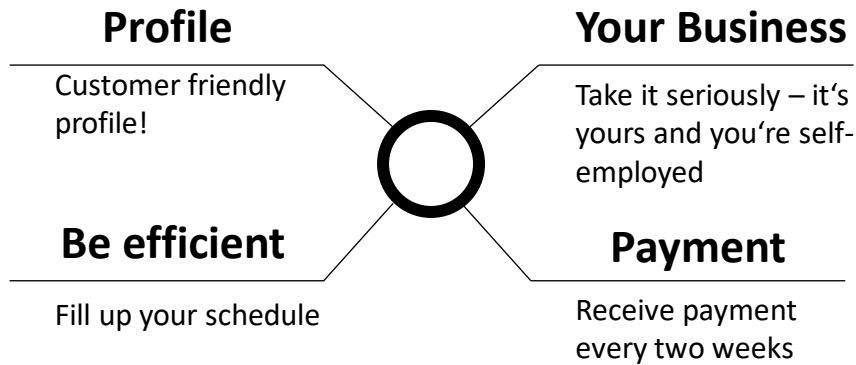 Profile
Customer friendly
profile!
Your Business
Take it seriously – it‘s
yours and you‘re self-
employed
Be efficient
Fill up your schedule
Payment
Receive payment
every two weeks